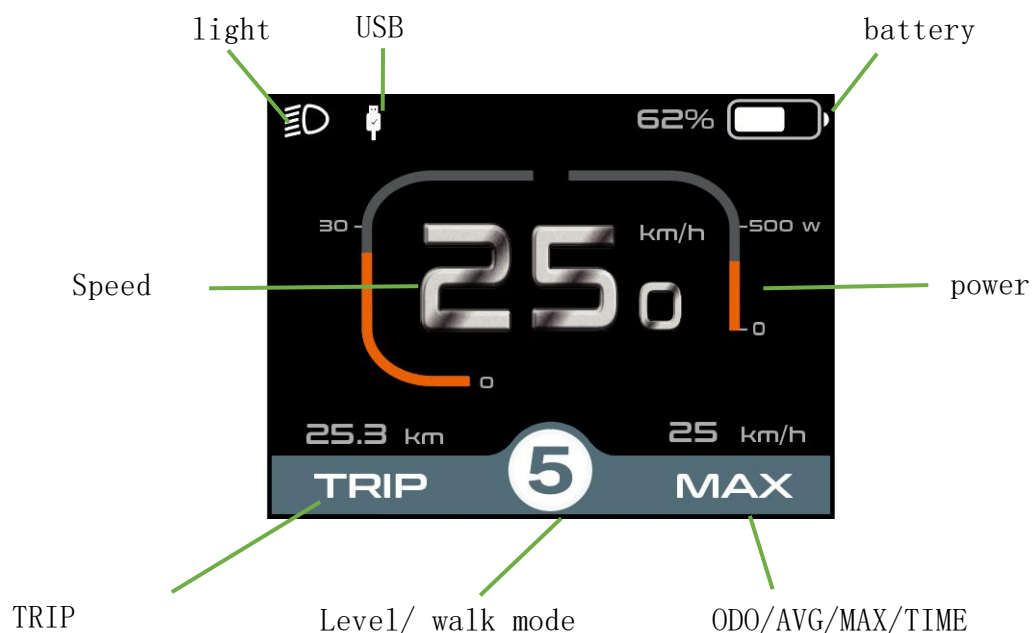 light USB battery
62%
30
km/h
500 W
25
Speed
power
0
0
0
25.3 km
25 km/h
5
TRIP
MAX
TRIP
Level/ walk mode
ODO/AVG/MAX/TIME